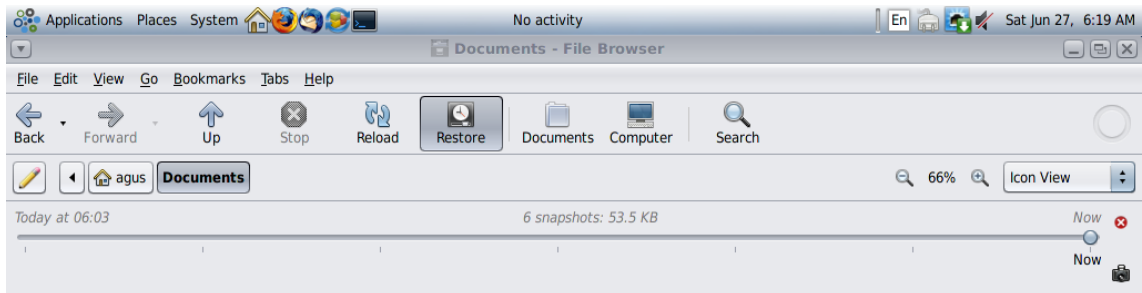 Applications Places System No activity En Sat Jun 27, 6:19 AM
Documents - File Browser
File Edit View Go Bookmarks Tabs Help
Back Forward Up Stop Reload Restore Documents Computer Search
agus Documents 66% Icon View
Today at 06:03 6 snapshots: 53.5 KB Now
Now